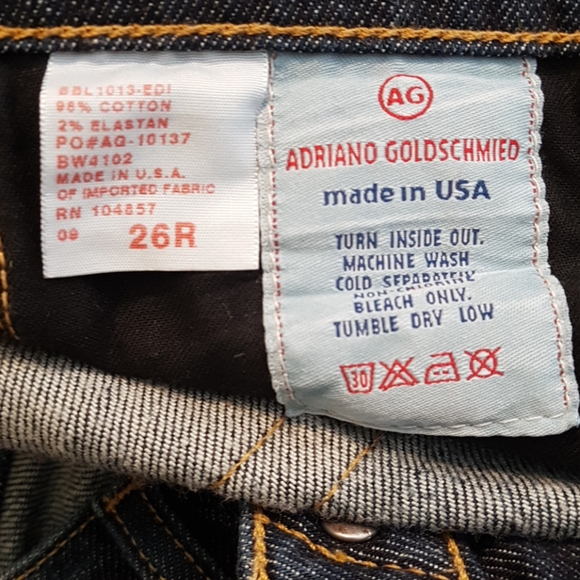 BBL1013-EDI
98% COTTON
2% ELASTAN
PO#AG-10137
BW4102
MADE IN U.S.A.
OF IMPORTED FABRIC
RN 104857
09 26R
AG
ADRIANO GOLDSCHMIED
made in USA
TURN INSIDE OUT.
MACHINE WASH
COLD SEPARATELY
NON-CHLORINE
BLEACH ONLY.
TUMBLE DRY LOW
30